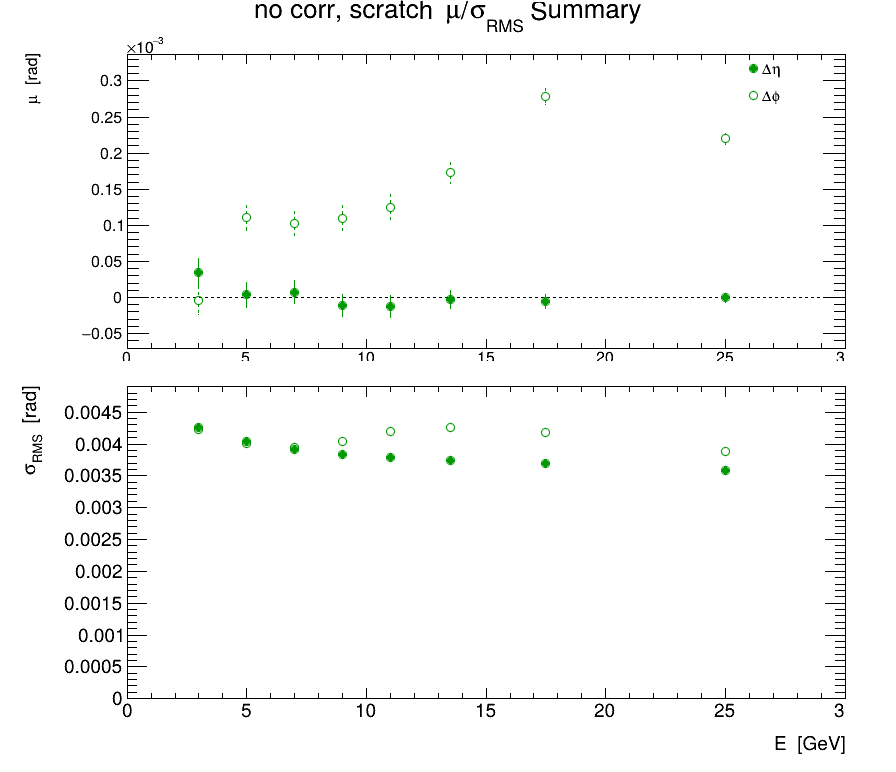 no corr, scratch μ/σRMS Summary
×10⁻³
μ [rad]
0.3
0.25
0.2
0.15
0.1
0.05
0
−0.05
Δη
Δϕ
0 5 10 15 20 25 3
σRMS [rad]
0.0045
0.004
0.0035
0.003
0.0025
0.002
0.0015
0.001
0.0005
0
0 5 10 15 20 25 3
E [GeV]